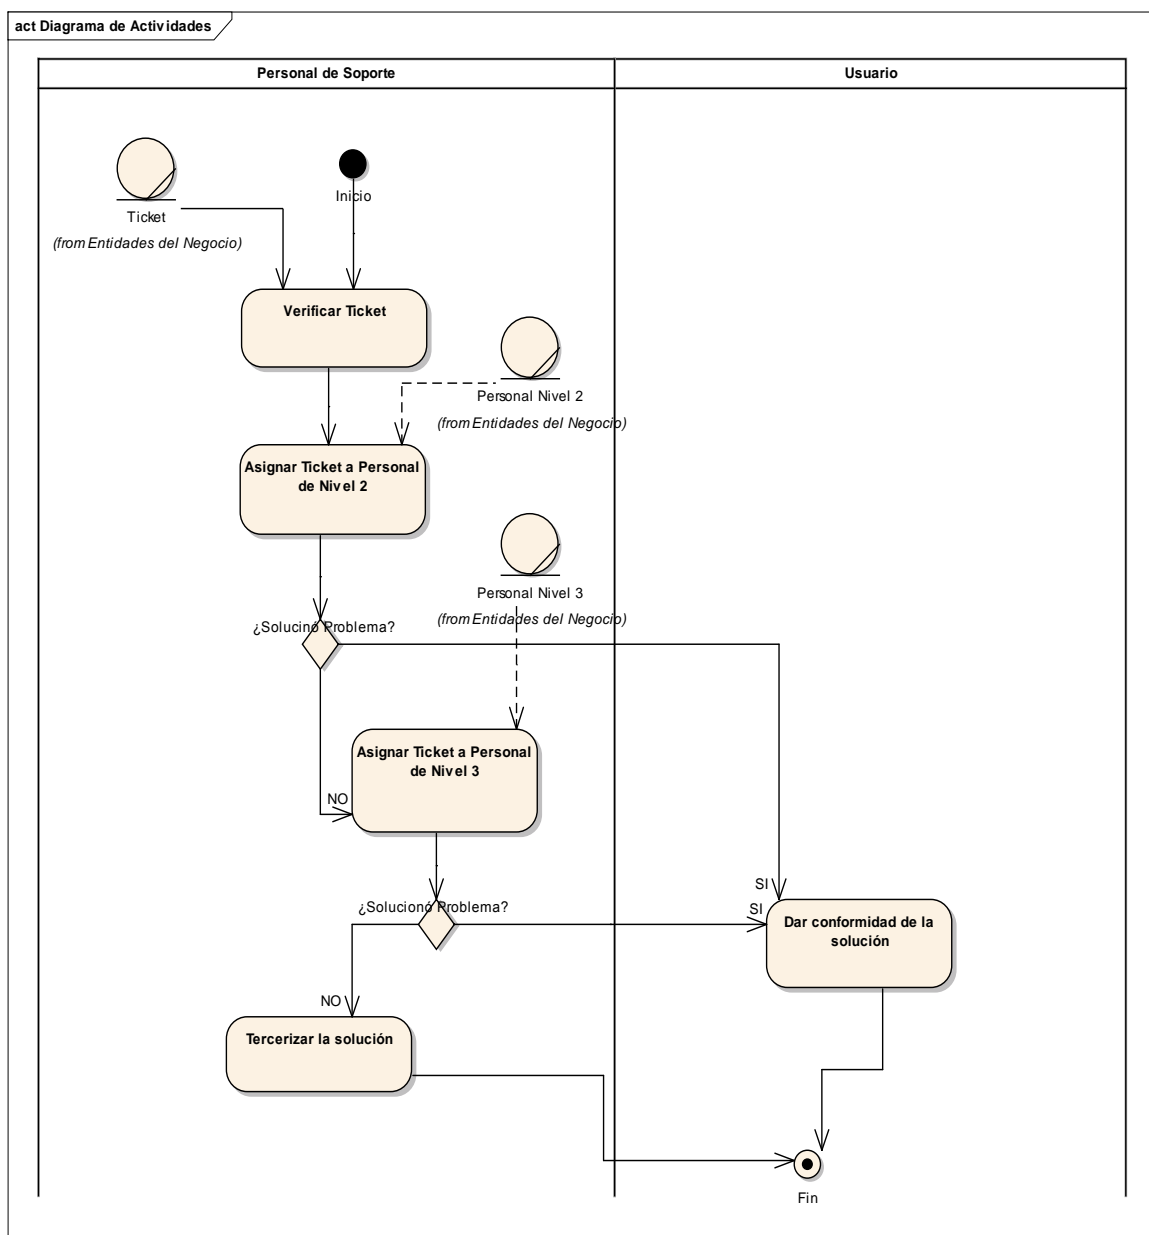 act Diagrama de Actividades
Personal de Soporte
Usuario
Inicio
Ticket
(from Entidades del Negocio)
Verificar Ticket
Personal Nivel 2
(from Entidades del Negocio)
Asignar Ticket a Personal
de Nivel 2
Personal Nivel 3
(from Entidades del Negocio)
¿Solucinó Problema?
Asignar Ticket a Personal
de Nivel 3
NO
SI
¿Solucionó Problema?
SI
Dar conformidad de la
solución
NO
Tercerizar la solución
Fin